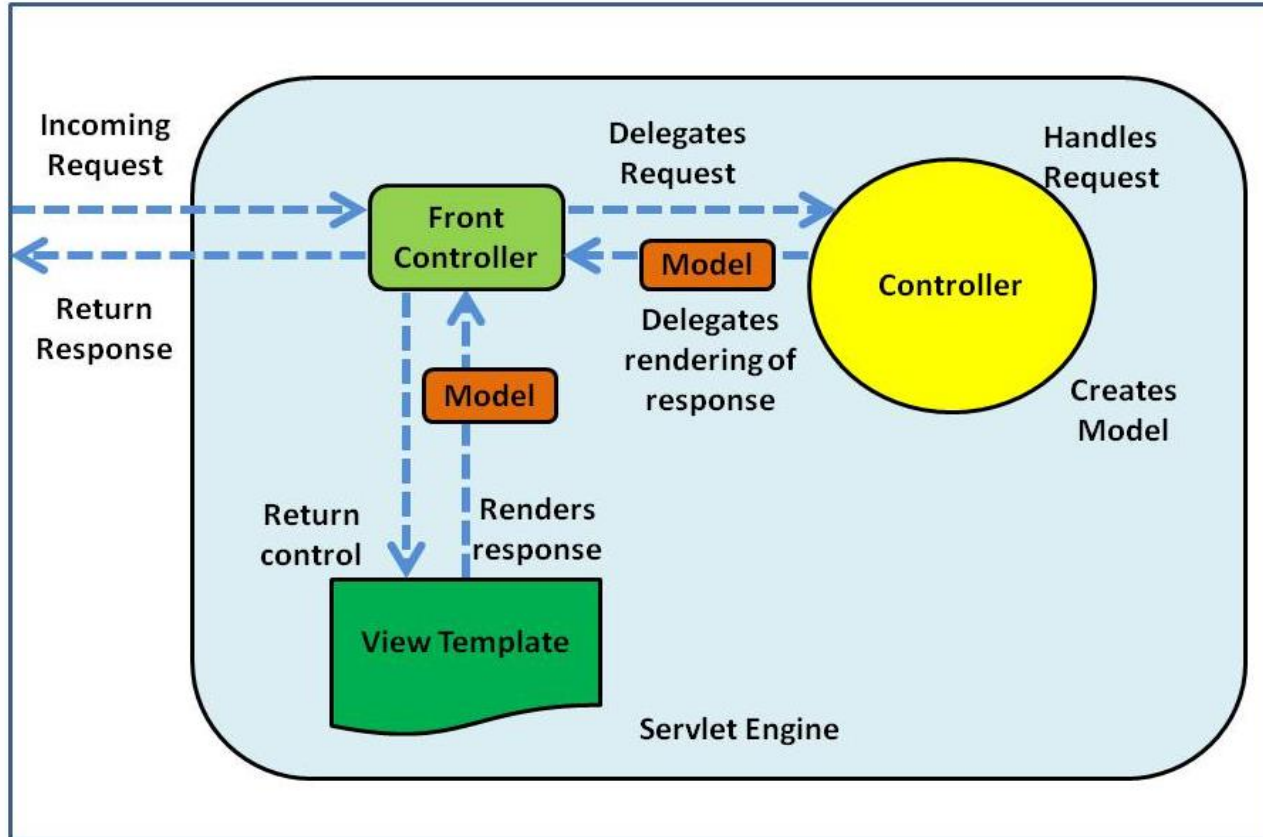 Incoming
Request
Return
Response
Front
Controller
Delegates
Request
Model
Delegates
rendering of
response
Handles
Request
Controller
Creates
Model
Model
Return
control
Renders
response
View Template
Servlet Engine